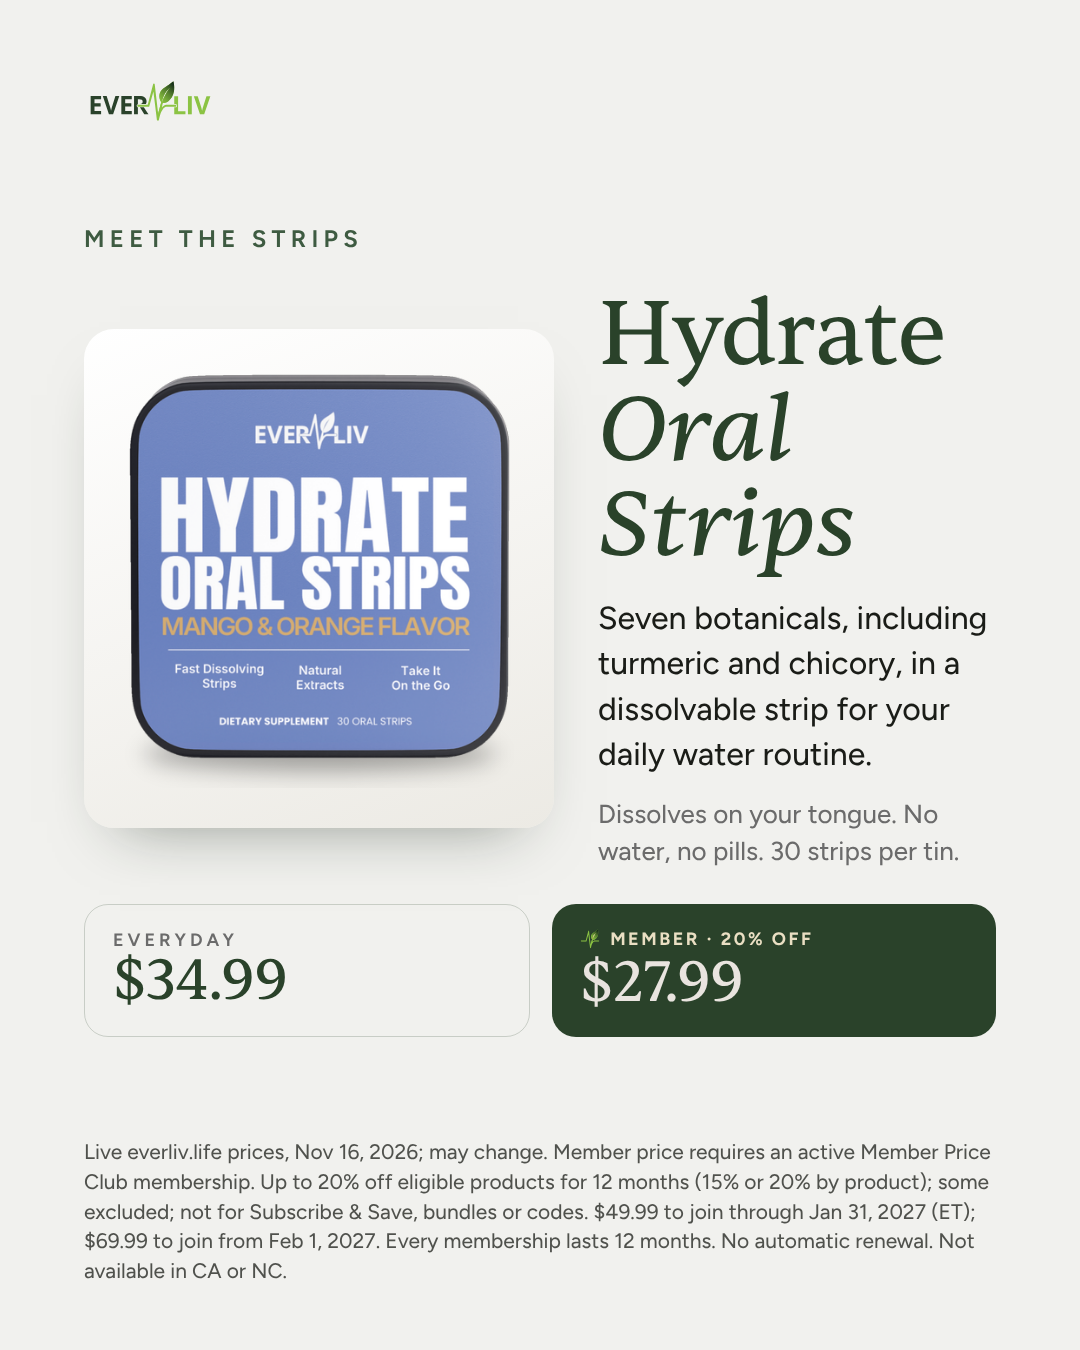 EVERLIV
MEET THE STRIPS
EVERLIV
HYDRATE
ORAL STRIPS
MANGO & ORANGE FLAVOR
Fast Dissolving
Strips
Natural
Extracts
Take It
On the Go
DIETARY SUPPLEMENT 30 ORAL STRIPS
Hydrate
Oral
Strips
Seven botanicals, including
turmeric and chicory, in a
dissolvable strip for your
daily water routine.
Dissolves on your tongue. No
water, no pills. 30 strips per tin.
EVERYDAY
$34.99
MEMBER · 20% OFF
$27.99
Live everliv.life prices, Nov 16, 2026; may change. Member price requires an active Member Price
Club membership. Up to 20% off eligible products for 12 months (15% or 20% by product); some
excluded; not for Subscribe & Save, bundles or codes. $49.99 to join through Jan 31, 2027 (ET);
$69.99 to join from Feb 1, 2027. Every membership lasts 12 months. No automatic renewal. Not
available in CA or NC.